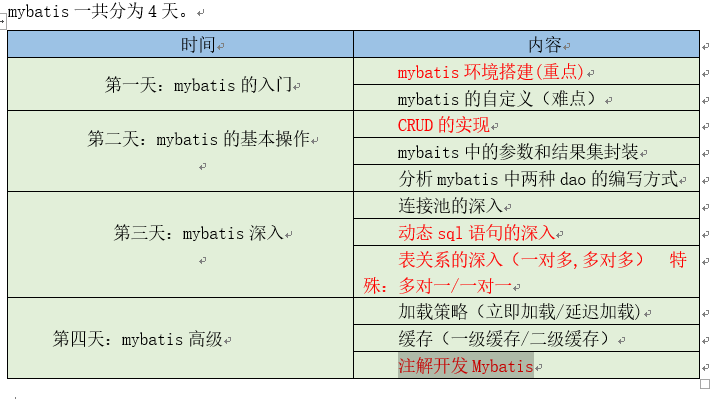 mybatis 一共分为 4 天。
时间
内容
第一天：mybatis 的入门
mybatis 环境搭建(重点)
mybatis 的自定义（难点）
第二天：mybatis 的基本操作
CRUD 的实现
mybaits 中的参数和结果集封装
分析 mybatis 中两种 dao 的编写方式
第三天：mybatis 深入
连接池的深入
动态 sql 语句的深入
表关系的深入（一对多,多对多） 特
殊：多对一/一对一
第四天：mybatis 高级
加载策略（立即加载/延迟加载)
缓存（一级缓存/二级缓存）
注解开发 Mybatis